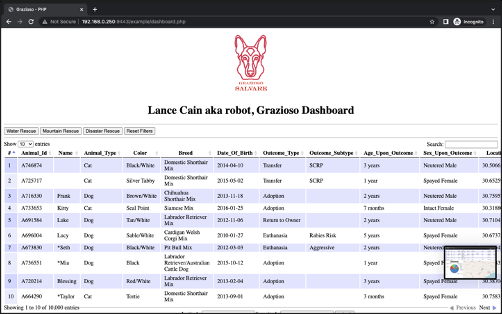 Grazioso - PHP
Not Secure 192.168.0.250:9443/example/dashboard.php
Incognito
SALVARE
Lance Cain aka robot, Grazioso Dashboard
Water Rescue Mountain Rescue Disaster Rescue Reset Filters
Show 10 entries Search:
# Animal_Id Name Animal_Type Color Breed Date_Of_Birth Outcome_Type Outcome_Subtype Age_Upon_Outcome Sex_Upon_Outcome Locati
1 A746874 Cat Black/White Domestic Shorthair Mix 2014-04-10 Transfer SCRP 3 years Neutered Male 30.5066
2 A725717 Cat Silver Tabby Domestic Shorthair Mix 2015-05-02 Transfer SCRP 1 year Spayed Female 30.6525
3 A716330 Frank Dog Brown/White Chihuahua Shorthair Mix 2013-11-18 Adoption 2 years Neutered Male 30.7595
4 A733653 Kitty Cat Seal Point Siamese Mix 2016-01-25 Adoption 7 months Intact Female 30.3188
5 A691584 Luke Dog Tan/White Labrador Retriever Mix 2012-11-06 Return to Owner 2 years Neutered Male 30.7104
6 A696004 Lucy Dog Sable/White Cardigan Welsh Corgi Mix 2010-01-27 Euthanasia Rabies Risk 5 years Spayed Female 30.6737
7 A673830 *Seth Dog Black/White Pit Bull Mix 2012-03-03 Euthanasia Aggressive 2 years Neutered
8 A736551 *Mia Dog Black Labrador Retriever/Australian Cattle Dog 2015-10-12 Adoption 1 year Spayed
9 A720214 Blessing Dog Red/White Labrador Retriever Mix 2013-02-04 Adoption 3 years Spayed Female
10 A664290 *Taylor Cat Tortie Domestic Shorthair Mix 2013-09-01 Adoption 3 months Spayed Female 30.7583
Showing 1 to 10 of 10,000 entries Previous Next